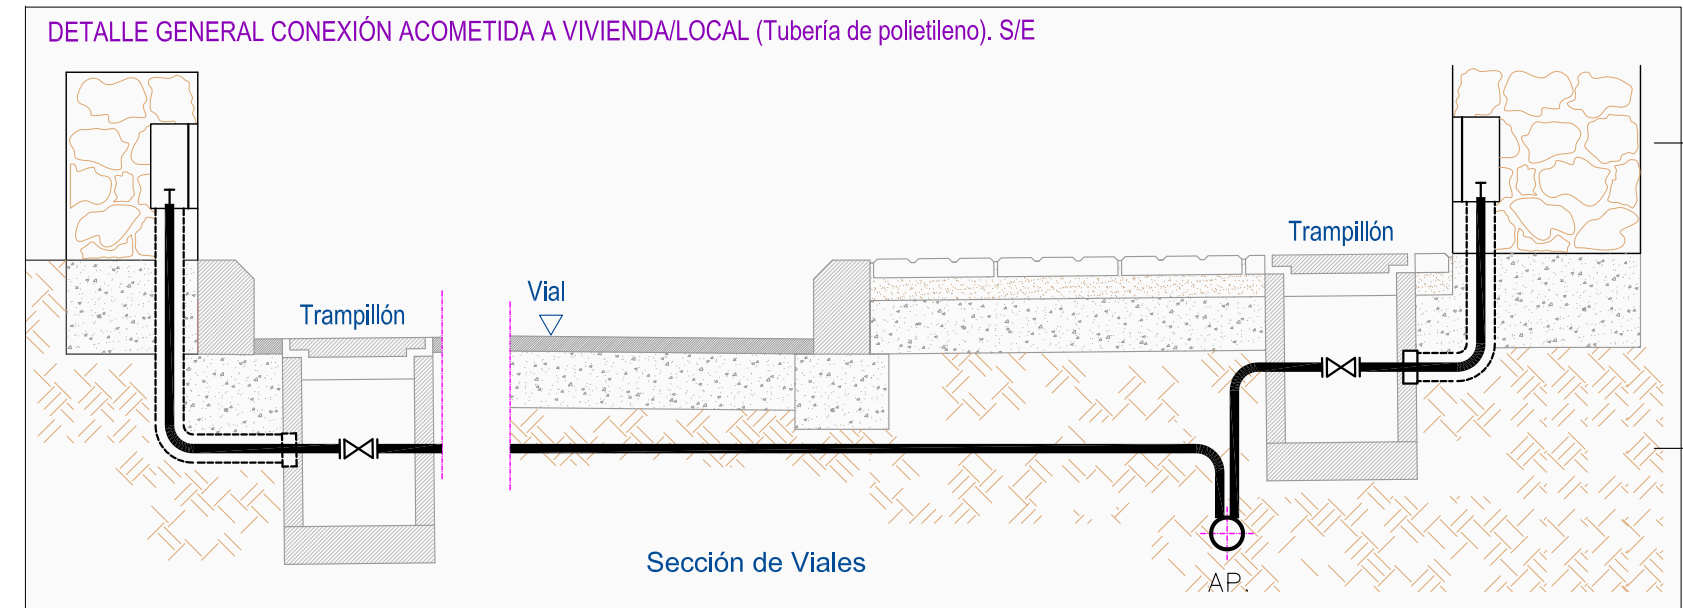 DETALLE GENERAL CONEXIÓN ACOMETIDA A VIVIENDA/LOCAL (Tubería de polietileno). S/E
Trampillón
Vial
Trampillón
Sección de Viales
AP.